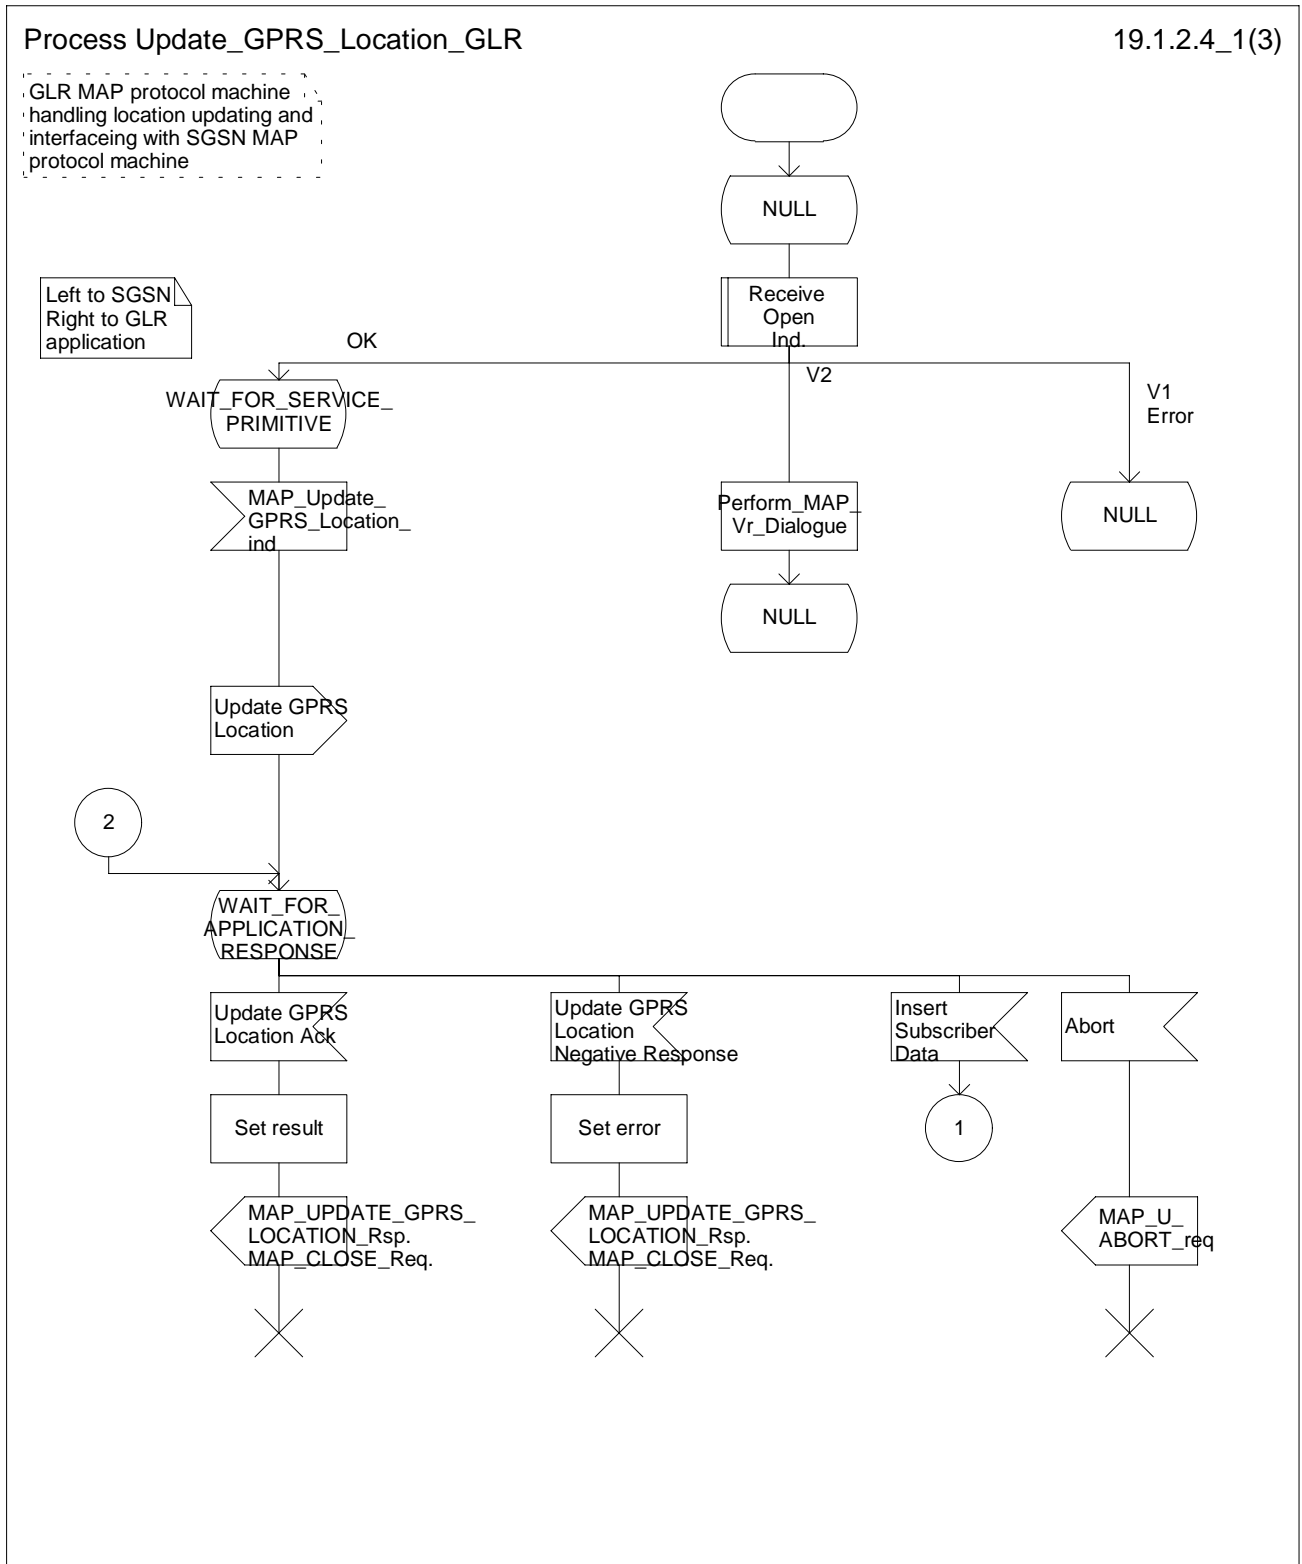 Process Update_GPRS_Location_GLR
19.1.2.4_1(3)
GLR MAP protocol machine
handling location updating and
interfaceing with SGSN MAP
protocol machine
NULL
Left to SGSN
Right to GLR
application
Receive
Open
Ind.
OK
V2
V1
Error
WAIT_FOR_SERVICE_
PRIMITIVE
MAP_Update_
GPRS_Location_
ind
Perform_MAP_
Vr_Dialogue
NULL
NULL
Update GPRS
Location
2
WAIT_FOR_
APPLICATION_
RESPONSE
Update GPRS
Location Ack
Update GPRS
Location
Negative Response
Insert
Subscriber
Data
Abort
Set result
Set error
1
MAP_UPDATE_GPRS_
LOCATION_Rsp.
MAP_CLOSE_Req.
MAP_UPDATE_GPRS_
LOCATION_Rsp.
MAP_CLOSE_Req.
MAP_U_
ABORT_req